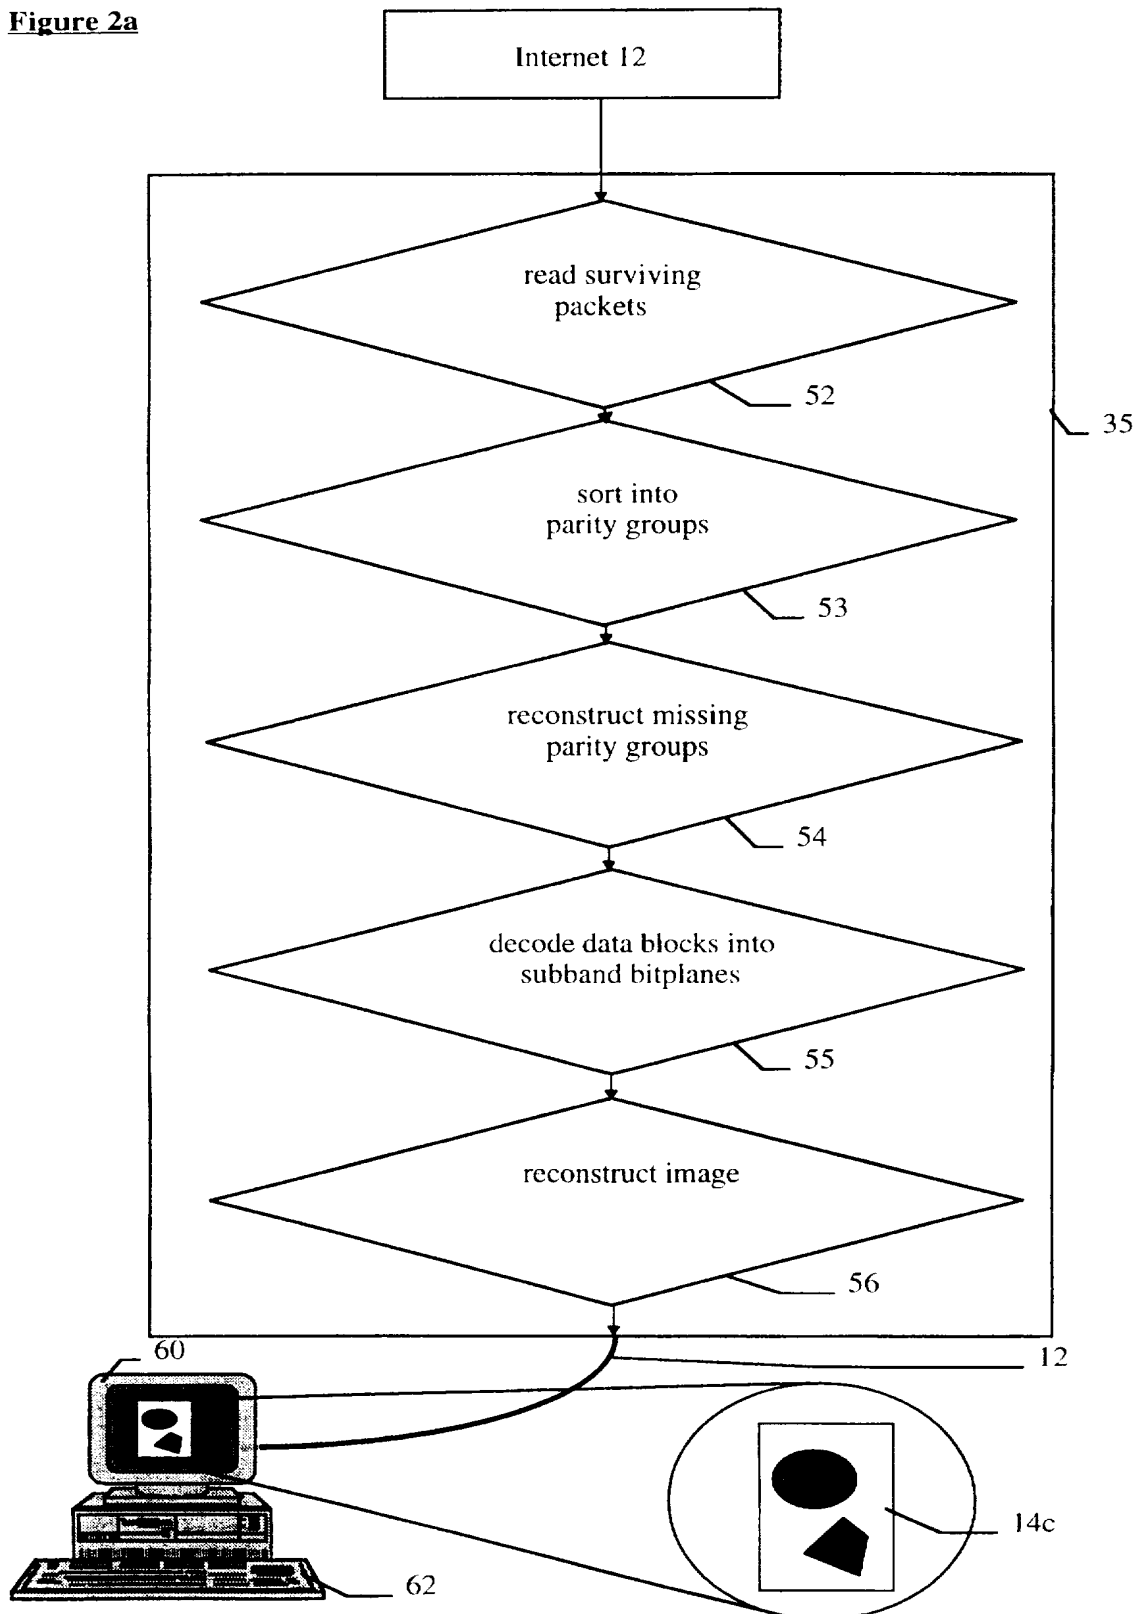 Figure 2a
Internet 12
read surviving
packets
52
35
sort into
parity groups
53
reconstruct missing
parity groups
54
decode data blocks into
subband bitplanes
55
reconstruct image
56
60
12
14c
62